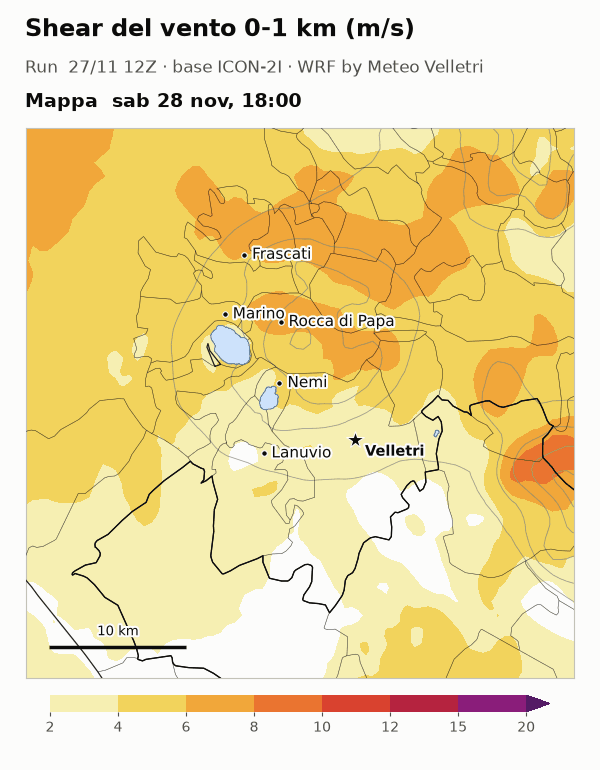 Shear del vento 0-1 km (m/s)
Run 27/11 12Z · base ICON-2I · WRF by Meteo Velletri
Mappa sab 28 nov, 18:00
Frascati
Marino
Rocca di Papa
Nemi
Velletri
Lanuvio
10 km
2 4 6 8 10 12 15 20